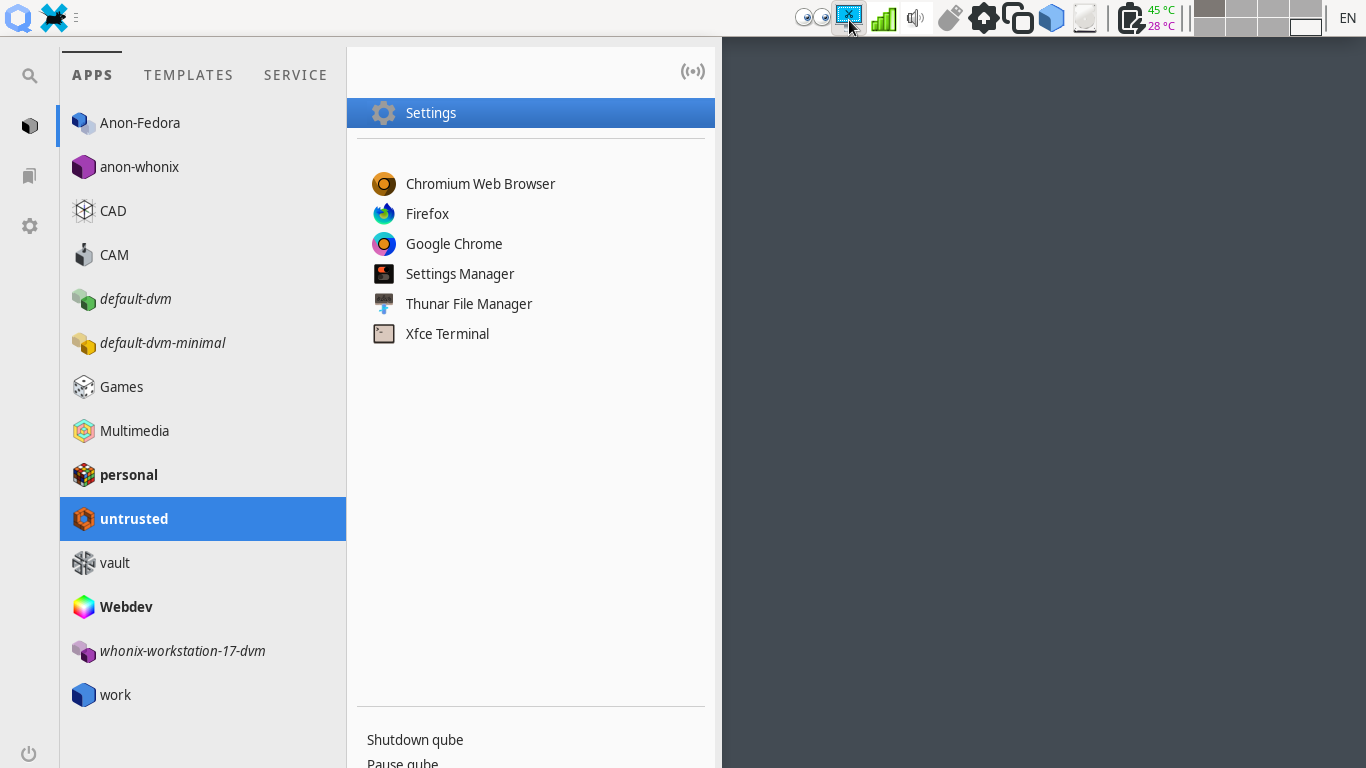 45 °C
28 °C
EN
APPS TEMPLATES SERVICE
Anon-Fedora
anon-whonix
CAD
CAM
default-dvm
default-dvm-minimal
Games
Multimedia
personal
untrusted
vault
Webdev
whonix-workstation-17-dvm
work
Settings
Chromium Web Browser
Firefox
Google Chrome
Settings Manager
Thunar File Manager
Xfce Terminal
Shutdown qube
Pause qube